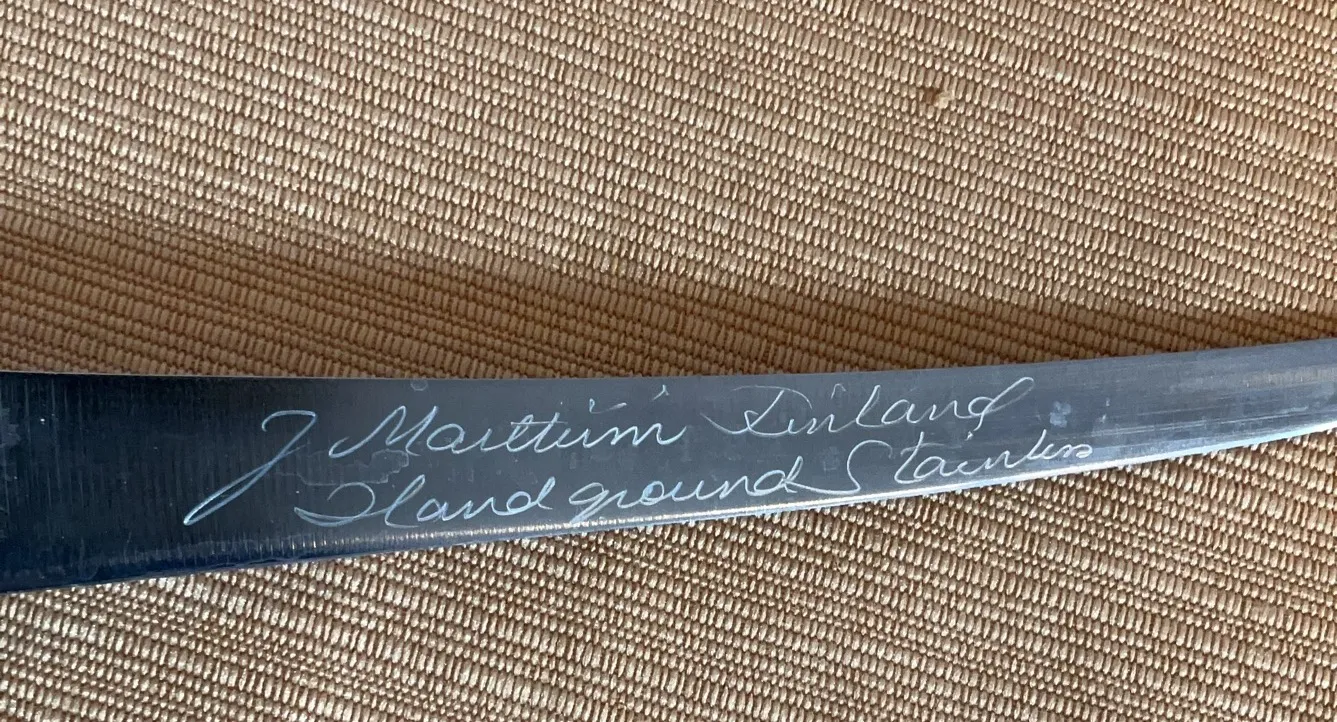 J Marttiini Finland
Hand ground Stainless